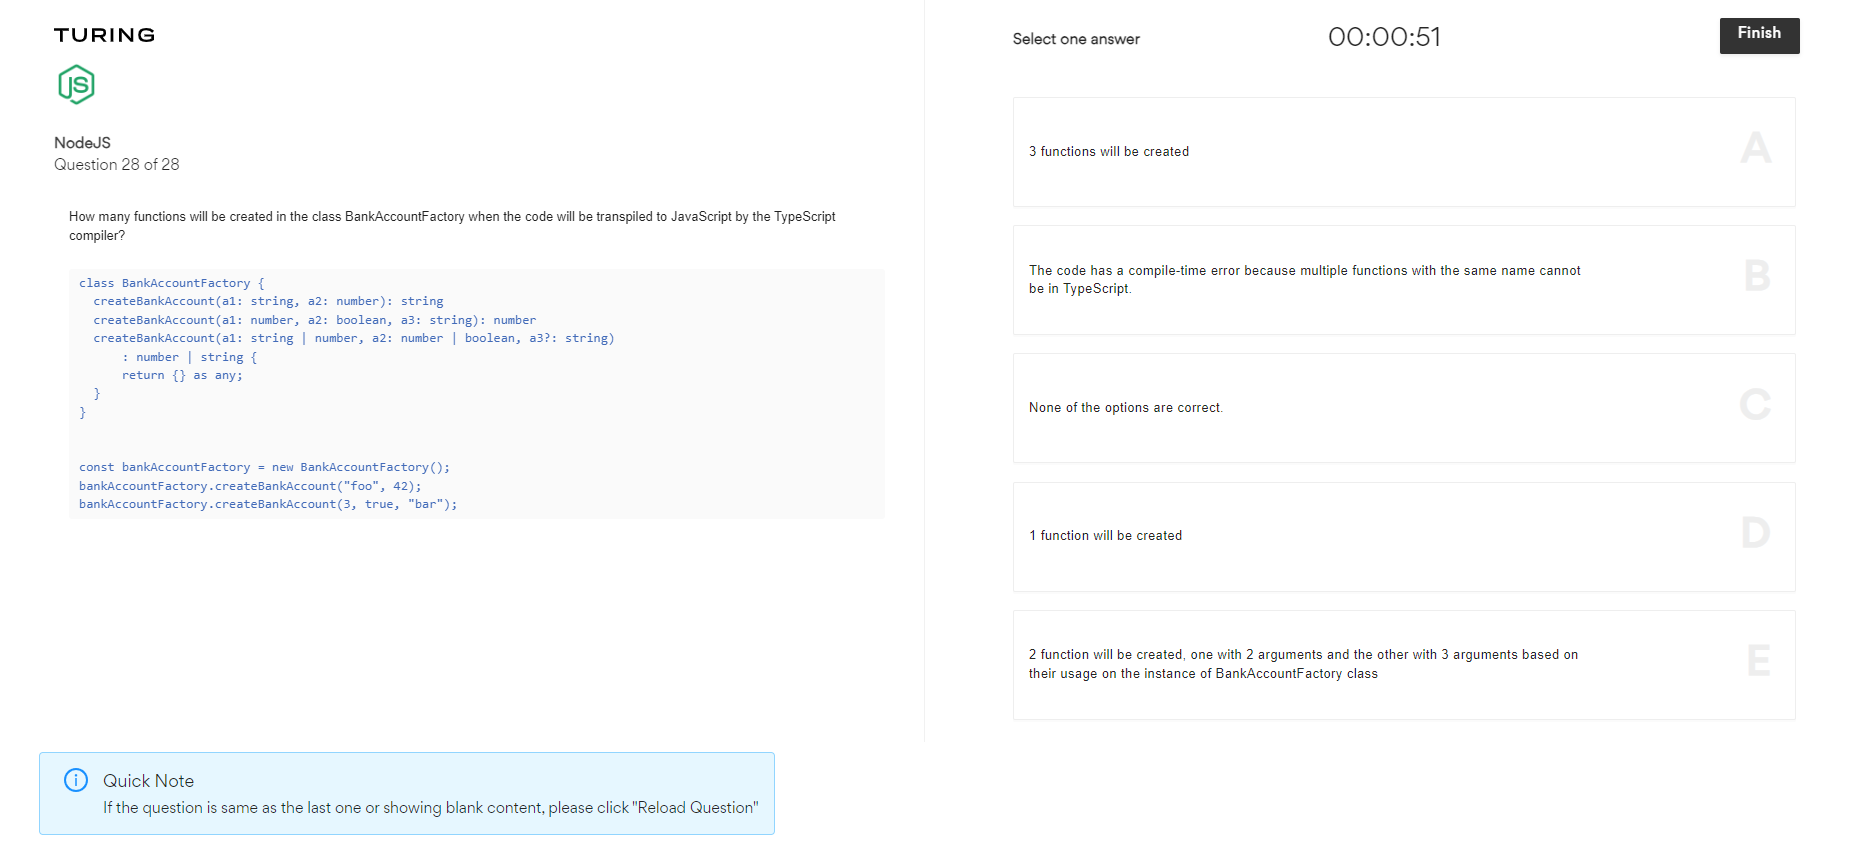 TURING
JS
NodeJS
Question 28 of 28
How many functions will be created in the class BankAccountFactory when the code will be transpiled to JavaScript by the TypeScript
compiler?
class BankAccountFactory {
  createBankAccount(a1: string, a2: number): string
  createBankAccount(a1: number, a2: boolean, a3: string): number
  createBankAccount(a1: string | number, a2: number | boolean, a3?: string)
      : number | string {
      return {} as any;
  }
}
const bankAccountFactory = new BankAccountFactory();
bankAccountFactory.createBankAccount("foo", 42);
bankAccountFactory.createBankAccount(3, true, "bar");
Quick Note
If the question is same as the last one or showing blank content, please click "Reload Question"
Select one answer
00:00:51
Finish
3 functions will be created
A
The code has a compile-time error because multiple functions with the same name cannot
be in TypeScript.
B
None of the options are correct.
C
1 function will be created
D
2 function will be created, one with 2 arguments and the other with 3 arguments based on
their usage on the instance of BankAccountFactory class
E